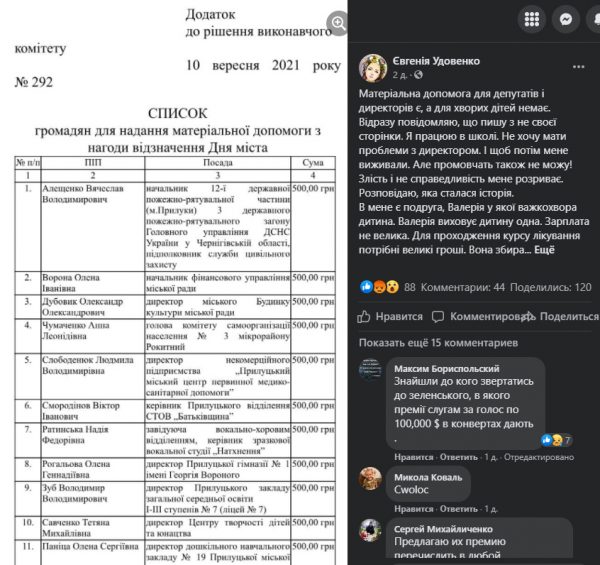 Додаток
до рішення виконавчого
комітету
10 вересня 2021 року
№ 292
СПИСОК
громадян для надання матеріальної допомоги з
нагоди відзначення Дня міста
№ п/п ПІП Посада Сума
1 2 3 4
1. Алещенко Вячеслав начальник 12-ї державної 500,00 грн
Володимирович пожежно-рятувальної частини
(м.Прилуки) 3 державного
пожежно-рятувального загону
Головного управління ДСНС
України у Чернігівській області,
підполковник служби цивільного
захисту
2. Ворона Олена начальник фінансового управління 500,00 грн
Іванівна міської ради
3. Дубовик Олександр директор міського Будинку 500,00 грн
Олександрович культури міської ради
4. Чумаченко Анна голова комітету самоорганізації 500,00 грн
Леонідівна населення № 3 мікрорайону
Рокитний
5. Слободенюк Людмила директор некомерційного 500,00 грн
Володимирівна підприємства „Прилуцький
міський центр первинної медико-
санітарної допомоги"
6. Смородінов Віктор керівник Прилуцького відділення 500,00 грн
Іванович СТОВ „Батьківщина"
7. Ратинська Надія завідуюча вокально-хоровим 500,00 грн
Федорівна відділенням, керівник зразкової
вокальної студії „Натхнення"
8. Рогальова Олена директор Прилуцької гімназії № 1 500,00 грн
Геннадіївна імені Георгія Вороного
9. Зуб Володимир директор Прилуцького закладу 500,00 грн
Володимирович загальної середньої освіти
І-ІІІ ступенів № 7 (ліцей № 7)
10. Савченко Тетяна директор Центру творчості дітей 500,00 грн
Михайлівна та юнацтва
11. Паніца Олена Сергіївна директор дошкільного навчального 500,00 грн
закладу № 19 Прилуцької міської
Євгенія Удовенко
2 д. ·
Матеріальна допомога для депутатів і
директорів є, а для хворих дітей немає.
Відразу повідомляю, що пишу з не своєї
сторінки. Я працюю в школі. Не хочу мати
проблеми з директором. І щоб потім мене
виживали. Але промовчать також не можу!
Злість і не справедливість мене розриває.
Розповідаю, яка сталася історія.
В мене є подруга, Валерія у якої важкохвора
дитина. Валерія виховує дитину одна. Зарплата
не велика. Для проходження курсу лікування
потрібні великі гроші. Вона збира... Ещё
88 Комментарии: 44 Поделились: 120
Нравится Комментировать Поделиться
Показать ещё 15 комментариев
Максим Бориспольский
Знайшли до кого звертатись
до зеленського, в якого
премії слугам за голос по
100,000 $ в конвертах дають
.
7
Нравится · Ответить · 1 д. · Отредактировано
Микола Коваль
Cwoloc
Нравится · Ответить · 1 д.
Сергей Михайличенко
Предлагаю их премию
перечислить в любой